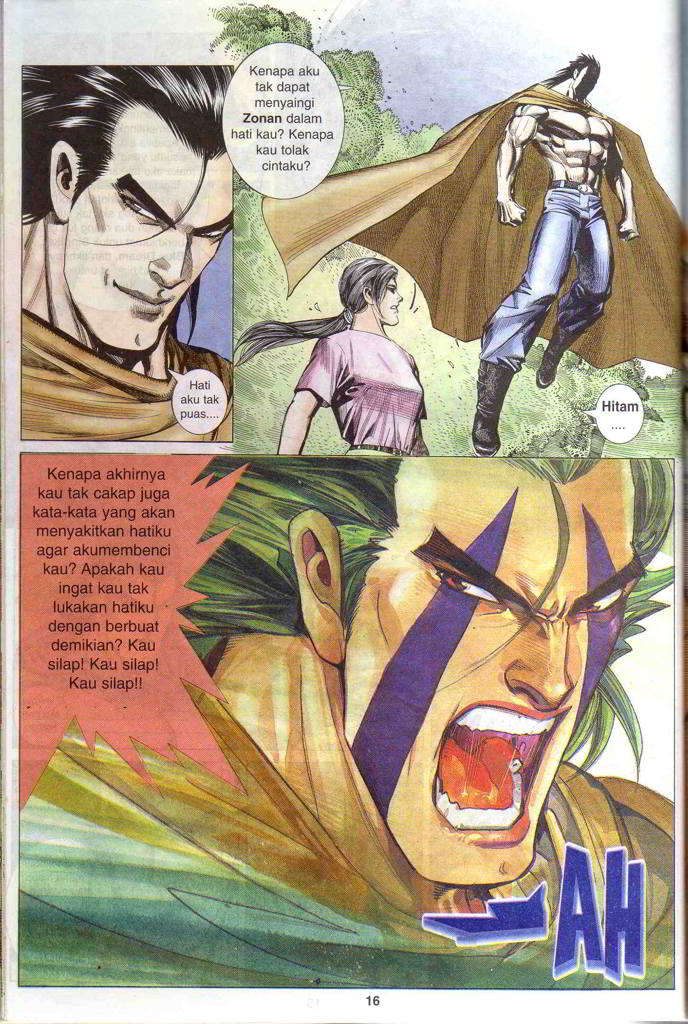 Kenapa aku
tak dapat
menyaingi
Zonan dalam
hati kau? Kenapa
kau tolak
cintaku?
Hati
aku tak
puas....
Hitam
....
Kenapa akhirnya
kau tak cakap juga
kata-kata yang akan
menyakitkan hatiku
agar akumembenci
kau? Apakah kau
ingat kau tak
lukakan hatiku
dengan berbuat
demikian? Kau
silap! Kau silap!
Kau silap!!
AH
16